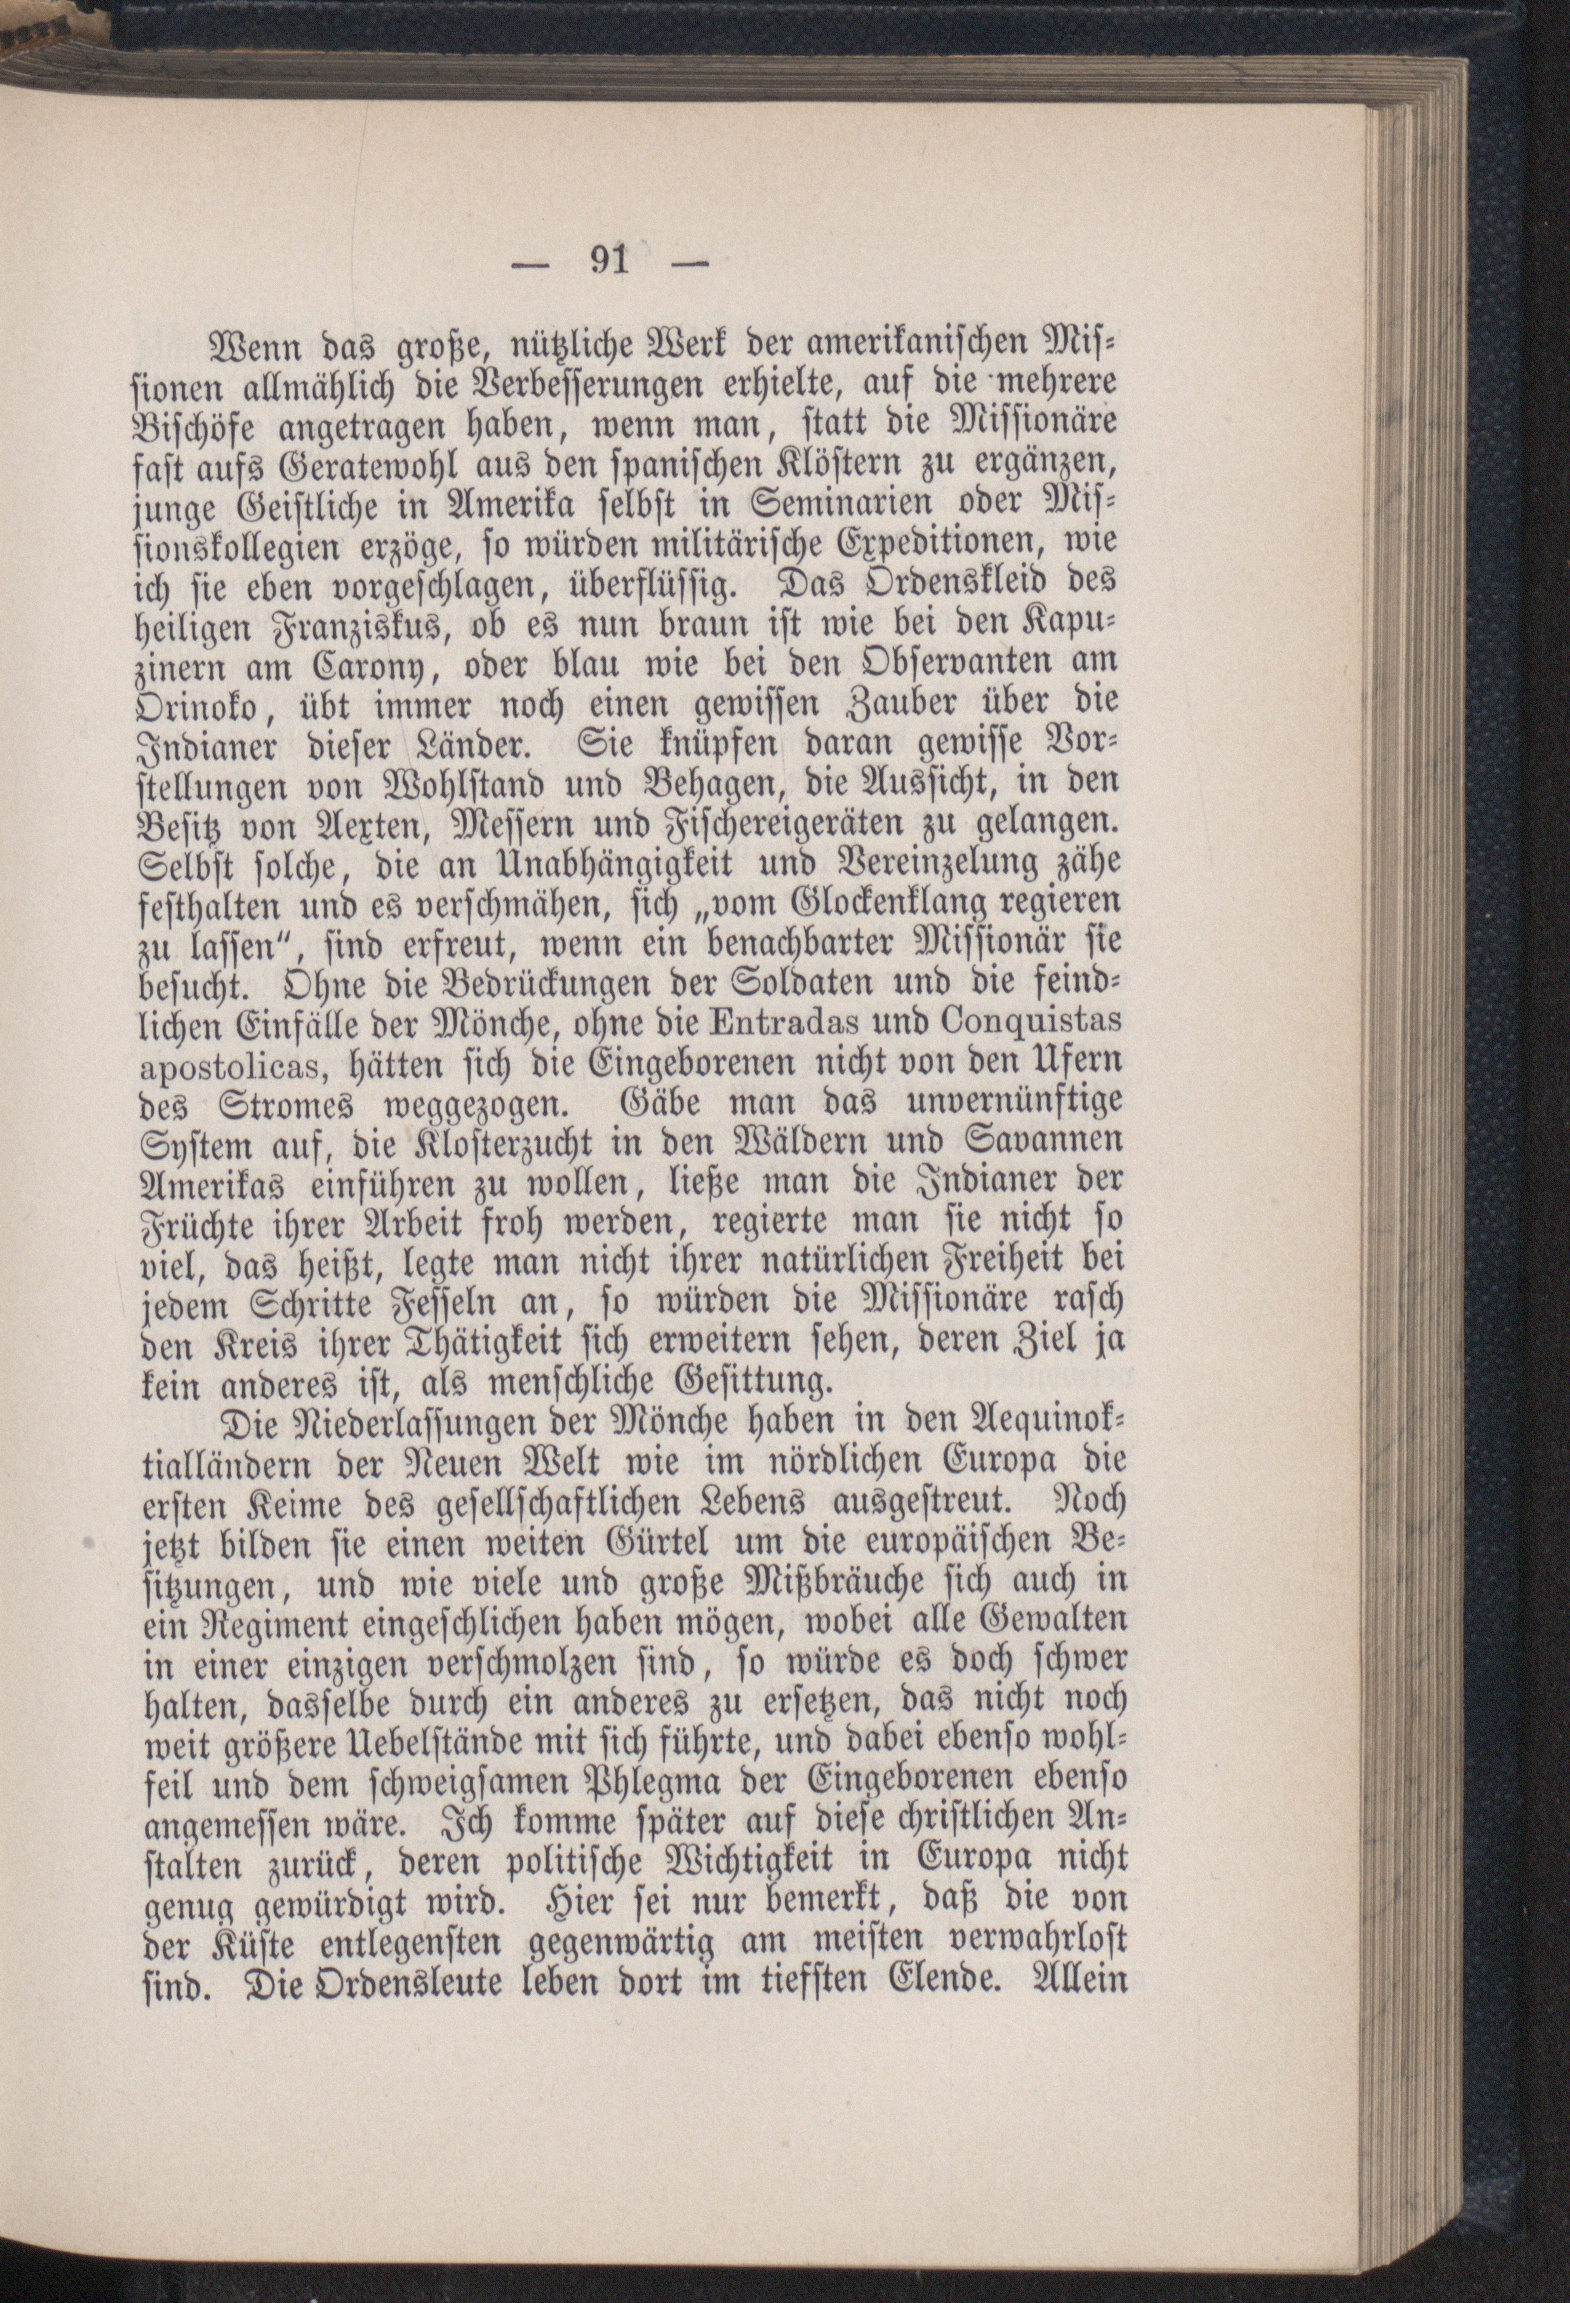 — 91 —
Wenn das große, nützliche Werk der amerikanischen Mis-
sionen allmählich die Verbesserungen erhielte, auf die mehrere
Bischöfe angetragen haben, wenn man, statt die Missionäre
fast aufs Geratewohl aus den spanischen Klöstern zu ergänzen,
junge Geistliche in Amerika selbst in Seminarien oder Mis-
sionskollegien erzöge, so würden militärische Expeditionen, wie
ich sie eben vorgeschlagen, überflüssig. Das Ordenskleid des
heiligen Franziskus, ob es nun braun ist wie bei den Kapu-
zinern am Carony, oder blau wie bei den Observanten am
Orinoko, übt immer noch einen gewissen Zauber über die
Indianer dieser Länder. Sie knüpfen daran gewisse Vor-
stellungen von Wohlstand und Behagen, die Aussicht, in den
Besitz von Aexten, Messern und Fischereigeräten zu gelangen.
Selbst solche, die an Unabhängigkeit und Vereinzelung zähe
festhalten und es verschmähen, sich „vom Glockenklang regieren
zu lassen“, sind erfreut, wenn ein benachbarter Missionär sie
besucht. Ohne die Bedrückungen der Soldaten und die feind-
lichen Einfälle der Mönche, ohne die Entradas und Conquistas
apostolicas, hätten sich die Eingeborenen nicht von den Ufern
des Stromes weggezogen. Gäbe man das unvernünftige
System auf, die Klosterzucht in den Wäldern und Savannen
Amerikas einführen zu wollen, ließe man die Indianer der
Früchte ihrer Arbeit froh werden, regierte man sie nicht so
viel, das heißt, legte man nicht ihrer natürlichen Freiheit bei
jedem Schritte Fesseln an, so würden die Missionäre rasch
den Kreis ihrer Thätigkeit sich erweitern sehen, deren Ziel ja
kein anderes ist, als menschliche Gesittung.
Die Niederlassungen der Mönche haben in den Aequinok-
tialländern der Neuen Welt wie im nördlichen Europa die
ersten Keime des gesellschaftlichen Lebens ausgestreut. Noch
jetzt bilden sie einen weiten Gürtel um die europäischen Be-
sitzungen, und wie viele und große Mißbräuche sich auch in
ein Regiment eingeschlichen haben mögen, wobei alle Gewalten
in einer einzigen verschmolzen sind, so würde es doch schwer
halten, dasselbe durch ein anderes zu ersetzen, das nicht noch
weit größere Uebelstände mit sich führte, und dabei ebenso wohl-
feil und dem schweigsamen Phlegma der Eingeborenen ebenso
angemessen wäre. Ich komme später auf diese christlichen An-
stalten zurück, deren politische Wichtigkeit in Europa nicht
genug gewürdigt wird. Hier sei nur bemerkt, daß die von
der Küste entlegensten gegenwärtig am meisten verwahrlost
sind. Die Ordensleute leben dort im tiefsten Elende. Allein